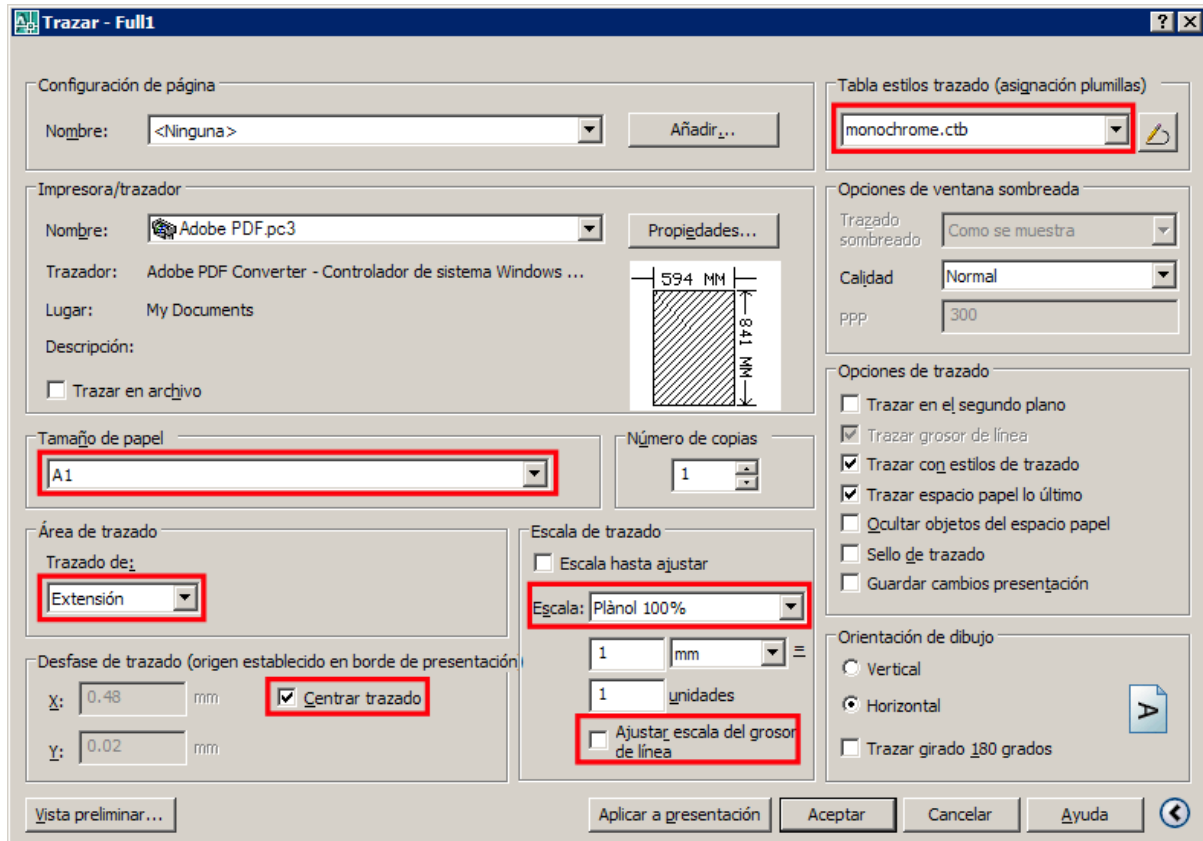 Trazar - Full1
Configuración de página
Nombre:
<Ninguna>
Añadir...
Tabla estilos trazado (asignación plumillas)
monochrome.ctb
Impresora/trazador
Nombre:
Adobe PDF.pc3
Propiedades...
Trazador:
Adobe PDF Converter - Controlador de sistema Windows ...
Lugar:
My Documents
Descripción:
Trazar en archivo
594 MM
841 MM
Opciones de ventana sombreada
Trazado
sombreado
Como se muestra
Calidad
Normal
PPP
300
Tamaño de papel
A1
Número de copias
1
Opciones de trazado
Trazar en el segundo plano
Trazar grosor de línea
Trazar con estilos de trazado
Trazar espacio papel lo último
Ocultar objetos del espacio papel
Sello de trazado
Guardar cambios presentación
Área de trazado
Trazado de:
Extensión
Escala de trazado
Escala hasta ajustar
Escala:
Plànol 100%
1
mm
=
1
unidades
Ajustar escala del grosor
de línea
Desfase de trazado (origen establecido en borde de presentación)
X:
0.48
mm
Centrar trazado
Y:
0.02
mm
Orientación de dibujo
Vertical
Horizontal
Trazar girado 180 grados
A
Vista preliminar...
Aplicar a presentación
Aceptar
Cancelar
Ayuda